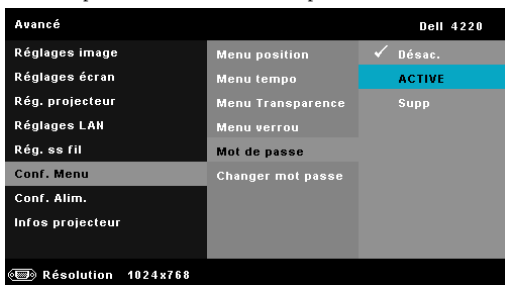 Avancé Dell 4220
Réglages image Menu position ✓ Désac.
Réglages écran Menu tempo ACTIVE
Rég. projecteur Menu Transparence Supp
Réglages LAN Menu verrou
Rég. ss fil Mot de passe
Conf. Menu Changer mot passe
Conf. Alim.
Infos projecteur
Résolution 1024x768